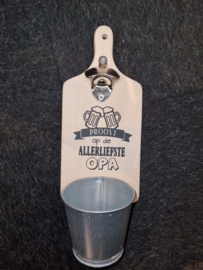 PROOST
op de
ALLERLIEFSTE
OPA